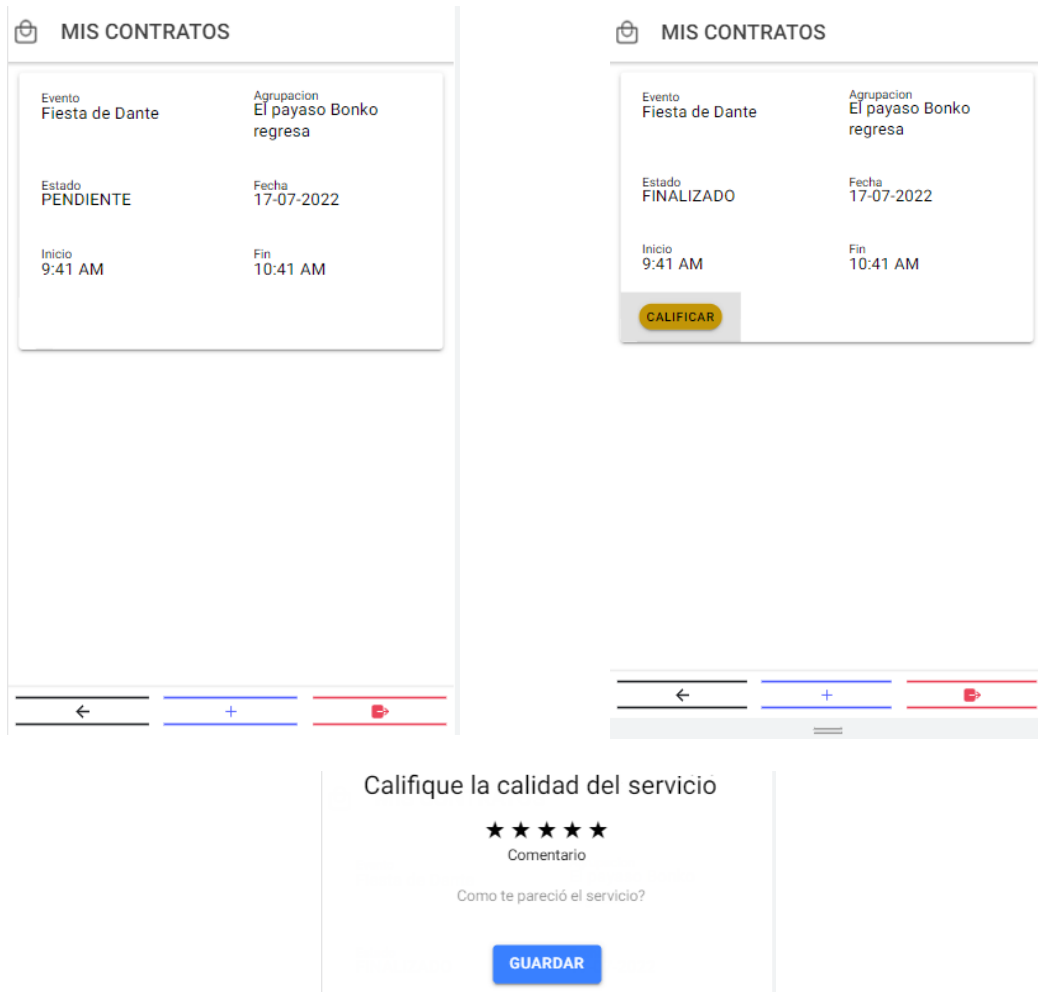 MIS CONTRATOS
Evento
Fiesta de Dante
Agrupacion
El payaso Bonko
regresa
Estado
PENDIENTE
Fecha
17-07-2022
Inicio
9:41 AM
Fin
10:41 AM
MIS CONTRATOS
Evento
Fiesta de Dante
Agrupacion
El payaso Bonko
regresa
Estado
FINALIZADO
Fecha
17-07-2022
Inicio
9:41 AM
Fin
10:41 AM
CALIFICAR
Califique la calidad del servicio
Comentario
Como te pareció el servicio?
GUARDAR